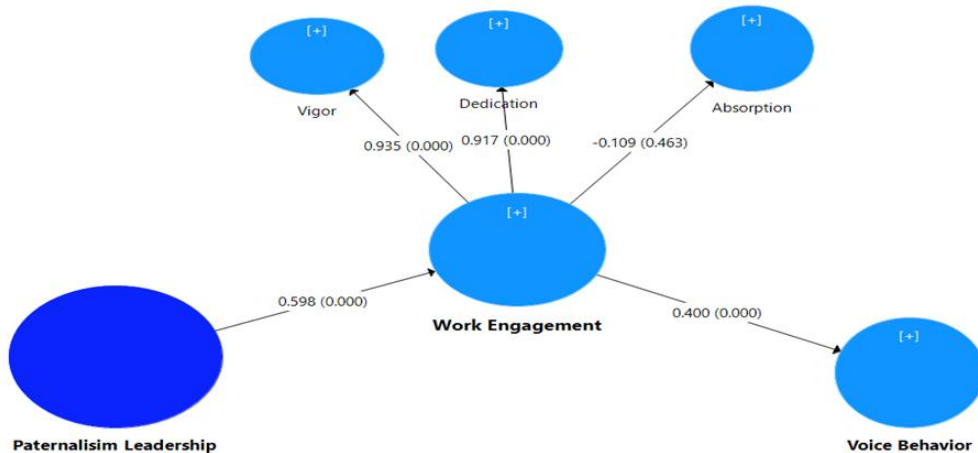 [+]
[+]
[+]
Vigor
Dedication
Absorption
0.935 (0.000)
0.917 (0.000)
-0.109 (0.463)
[+]
0.598 (0.000)
0.400 (0.000)
Work Engagement
[+]
Paternalisim Leadership
Voice Behavior